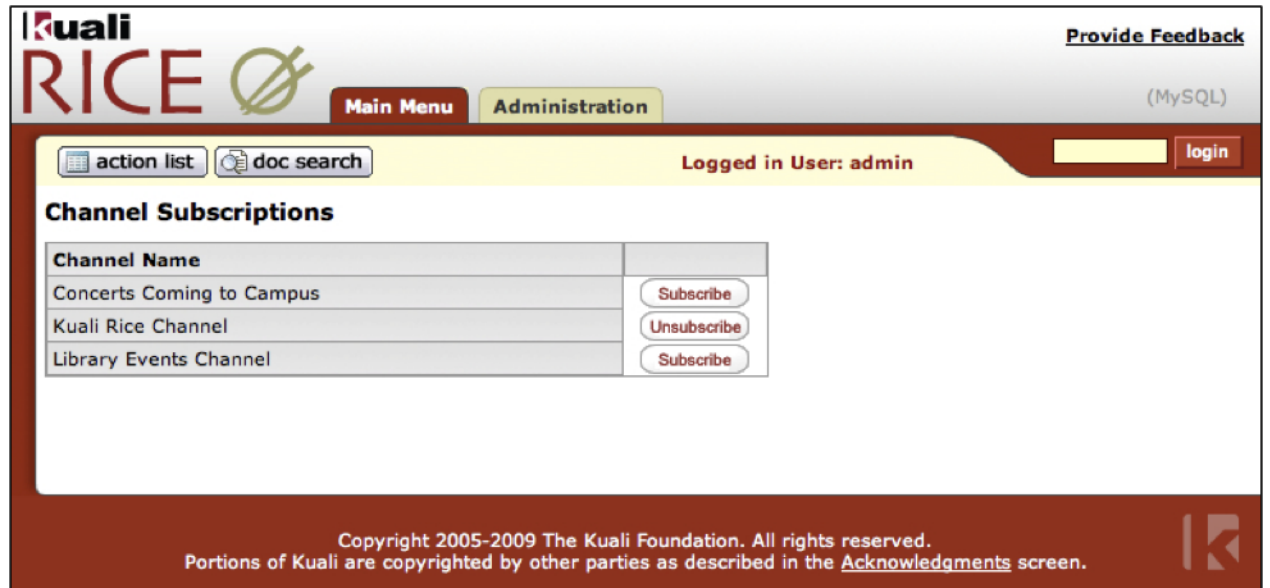 Kuali
RICE
Provide Feedback
Main Menu Administration
(MySQL)
action list doc search Logged in User: admin login
Channel Subscriptions
Channel Name
Concerts Coming to Campus Subscribe
Kuali Rice Channel Unsubscribe
Library Events Channel Subscribe
Copyright 2005-2009 The Kuali Foundation. All rights reserved.
Portions of Kuali are copyrighted by other parties as described in the Acknowledgments screen.